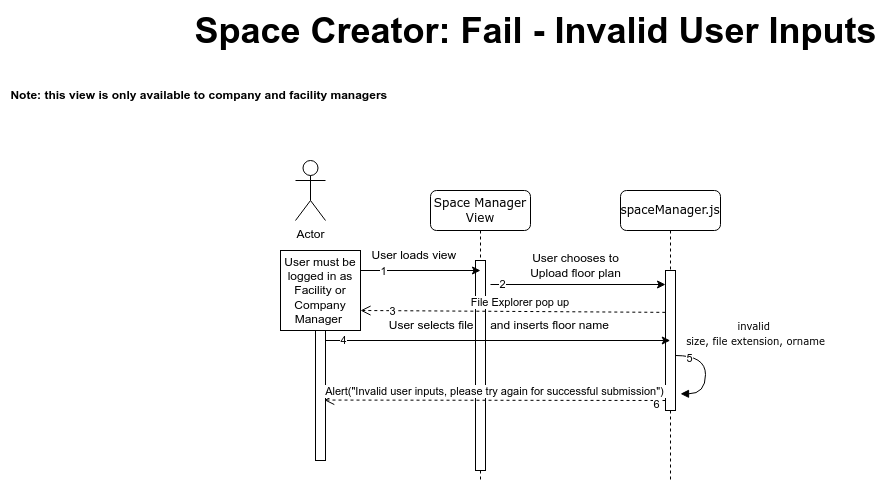 Space Creator: Fail - Invalid User Inputs
Note: this view is only available to company and facility managers
Actor
Space Manager
View
spaceManager.js
User must be
logged in as
Facility or
Company
Manager
User loads view
1
User chooses to
Upload floor plan
2
File Explorer pop up
3
User selects file and inserts floor name
4
invalid
size, file extension, orname
5
Alert("Invalid user inputs, please try again for successful submission")
6